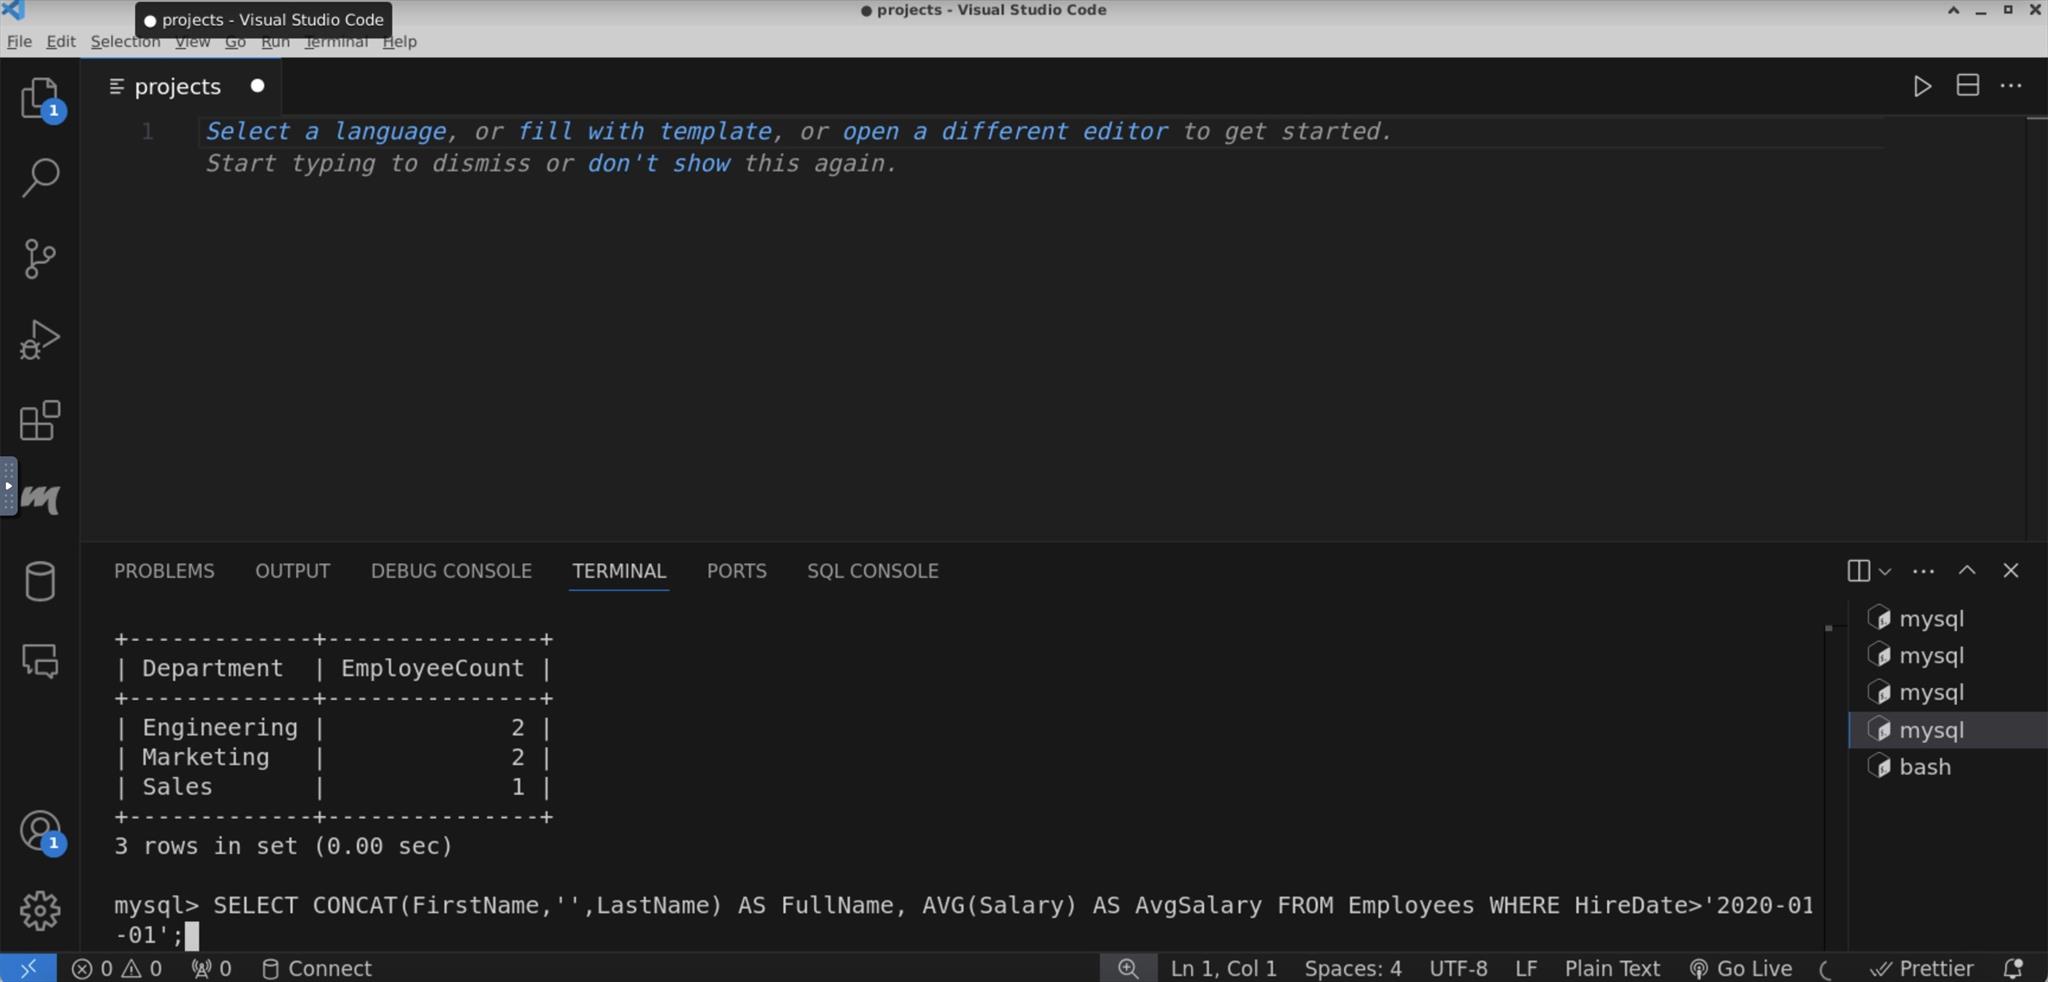 ● projects - Visual Studio Code
● projects - Visual Studio Code
File Edit Selection View Go Run Terminal Help
projects ●
1 Select a language, or fill with template, or open a different editor to get started.
Start typing to dismiss or don't show this again.
1
PROBLEMS OUTPUT DEBUG CONSOLE TERMINAL PORTS SQL CONSOLE
+-------------+---------------+
| Department  | EmployeeCount |
+-------------+---------------+
| Engineering |             2 |
| Marketing   |             2 |
| Sales       |             1 |
+-------------+---------------+
3 rows in set (0.00 sec)
mysql> SELECT CONCAT(FirstName,'',LastName) AS FullName, AVG(Salary) AS AvgSalary FROM Employees WHERE HireDate>'2020-01
-01';
mysql
mysql
mysql
mysql
bash
1
0 0 0 Connect Ln 1, Col 1 Spaces: 4 UTF-8 LF Plain Text Go Live Prettier